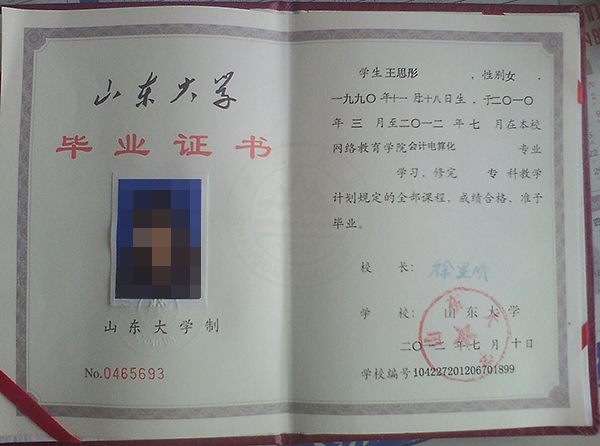 山东大学
毕业证书
山东大学制
No.0465693
学生 王思彤 ，性别 女 ，
一九九〇年十一月十八日生，于二〇一〇
年 三 月至二〇一二 年 七 月在本校
网络教育学院 会计电算化 专业
学习，修完 专 科教学
计划规定的全部课程，成绩合格，准予
毕业。
校 长：
学 校： 山东大学
二〇一二年七月十日
学校编号104227201206701899